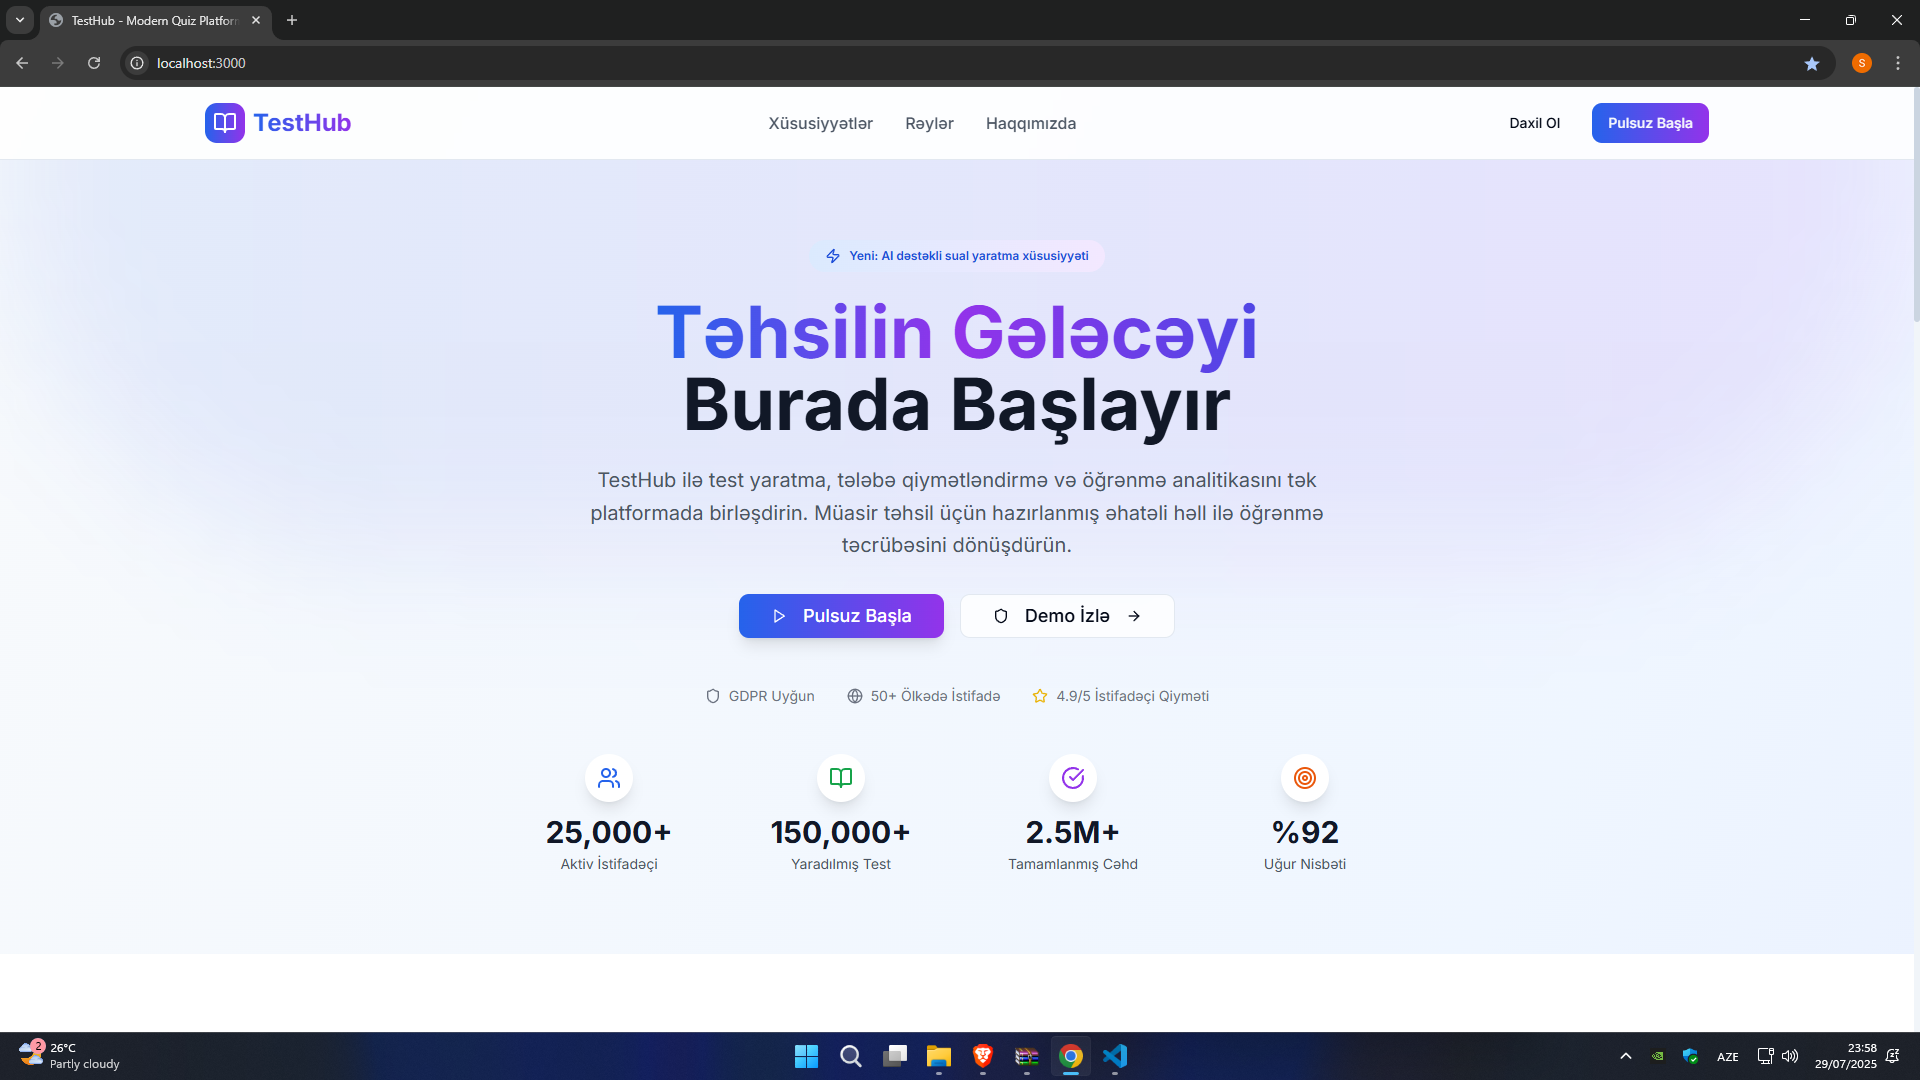 TestHub - Modern Quiz Platfor
localhost:3000
S
TestHub
Xüsusiyyətlər
Rəylər
Haqqımızda
Daxil Ol
Pulsuz Başla
Yeni: AI dəstəkli sual yaratma xüsusiyyəti
Təhsilin Gələcəyi
Burada Başlayır
TestHub ilə test yaratma, tələbə qiymətləndirmə və öğrənmə analitikasını tək
platformada birləşdirin. Müasir təhsil üçün hazırlanmış əhatəli həll ilə öğrənmə
təcrübəsini dönüşdürün.
Pulsuz Başla
Demo İzlə
GDPR Uyğun
50+ Ölkədə İstifadə
4.9/5 İstifadəçi Qiyməti
25,000+
Aktiv İstifadəçi
150,000+
Yaradılmış Test
2.5M+
Tamamlanmış Cəhd
%92
Uğur Nisbəti
2
26°C
Partly cloudy
AZE
23:58
29/07/2025